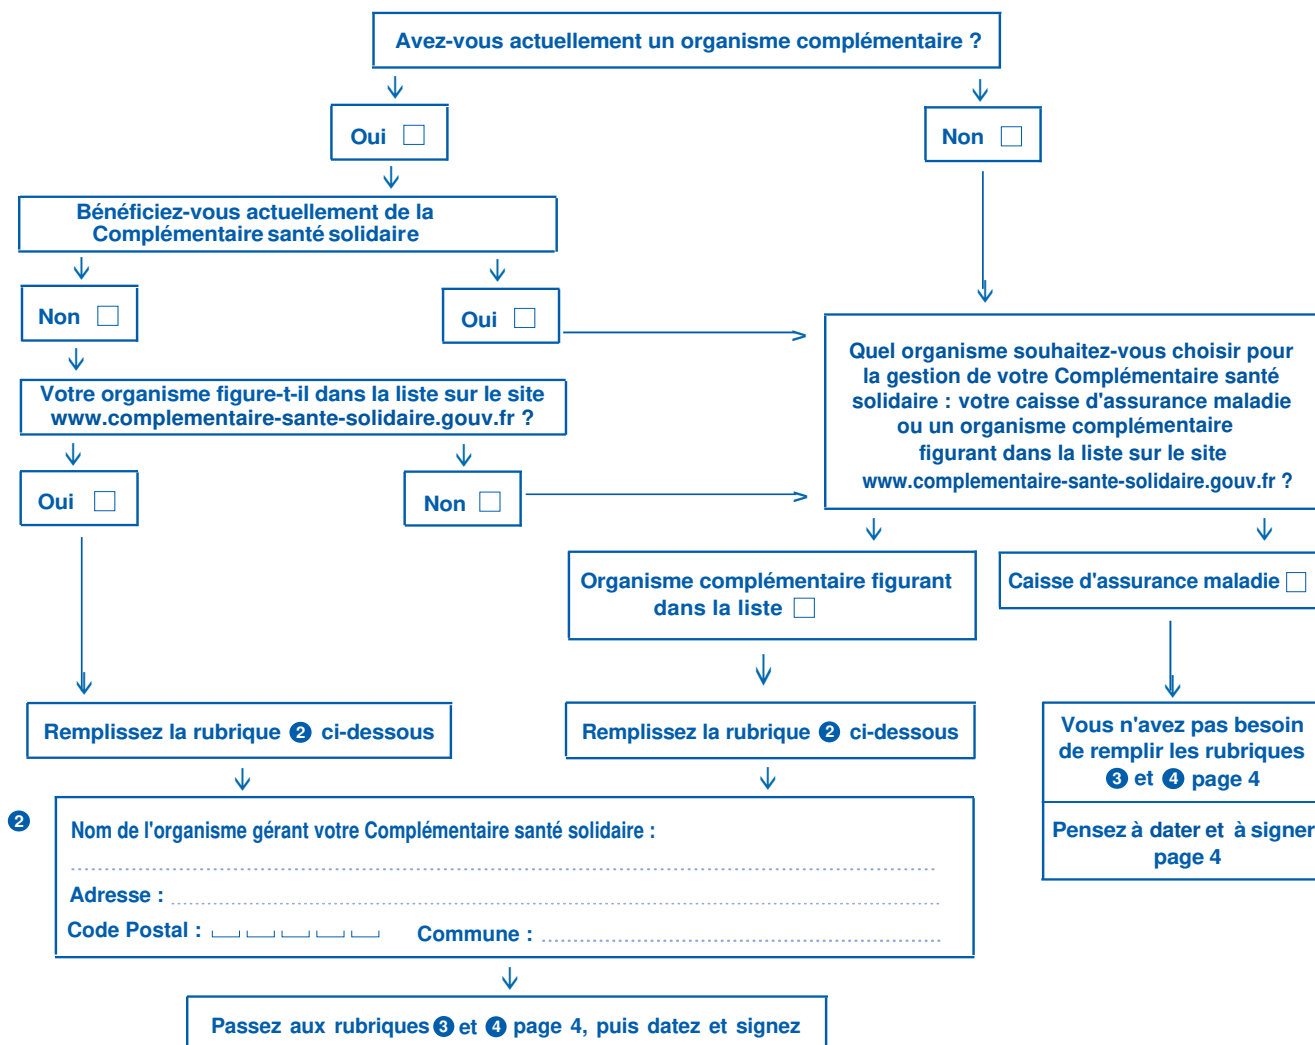 Avez-vous actuellement un organisme complémentaire ?
Oui
Non
Bénéficiez-vous actuellement de la
Complémentaire santé solidaire
Non
Oui
Quel organisme souhaitez-vous choisir pour
la gestion de votre Complémentaire santé
solidaire : votre caisse d'assurance maladie
ou un organisme complémentaire
figurant dans la liste sur le site
www.complementaire-sante-solidaire.gouv.fr ?
Votre organisme figure-t-il dans la liste sur le site
www.complementaire-sante-solidaire.gouv.fr ?
Oui
Non
Organisme complémentaire figurant
dans la liste
Caisse d'assurance maladie
Remplissez la rubrique 2 ci-dessous
Remplissez la rubrique 2 ci-dessous
Vous n'avez pas besoin
de remplir les rubriques
3 et 4 page 4
Pensez à dater et à signer
page 4
2
Nom de l'organisme gérant votre Complémentaire santé solidaire :
Adresse :
Code Postal : Commune :
Passez aux rubriques 3 et 4 page 4, puis datez et signez